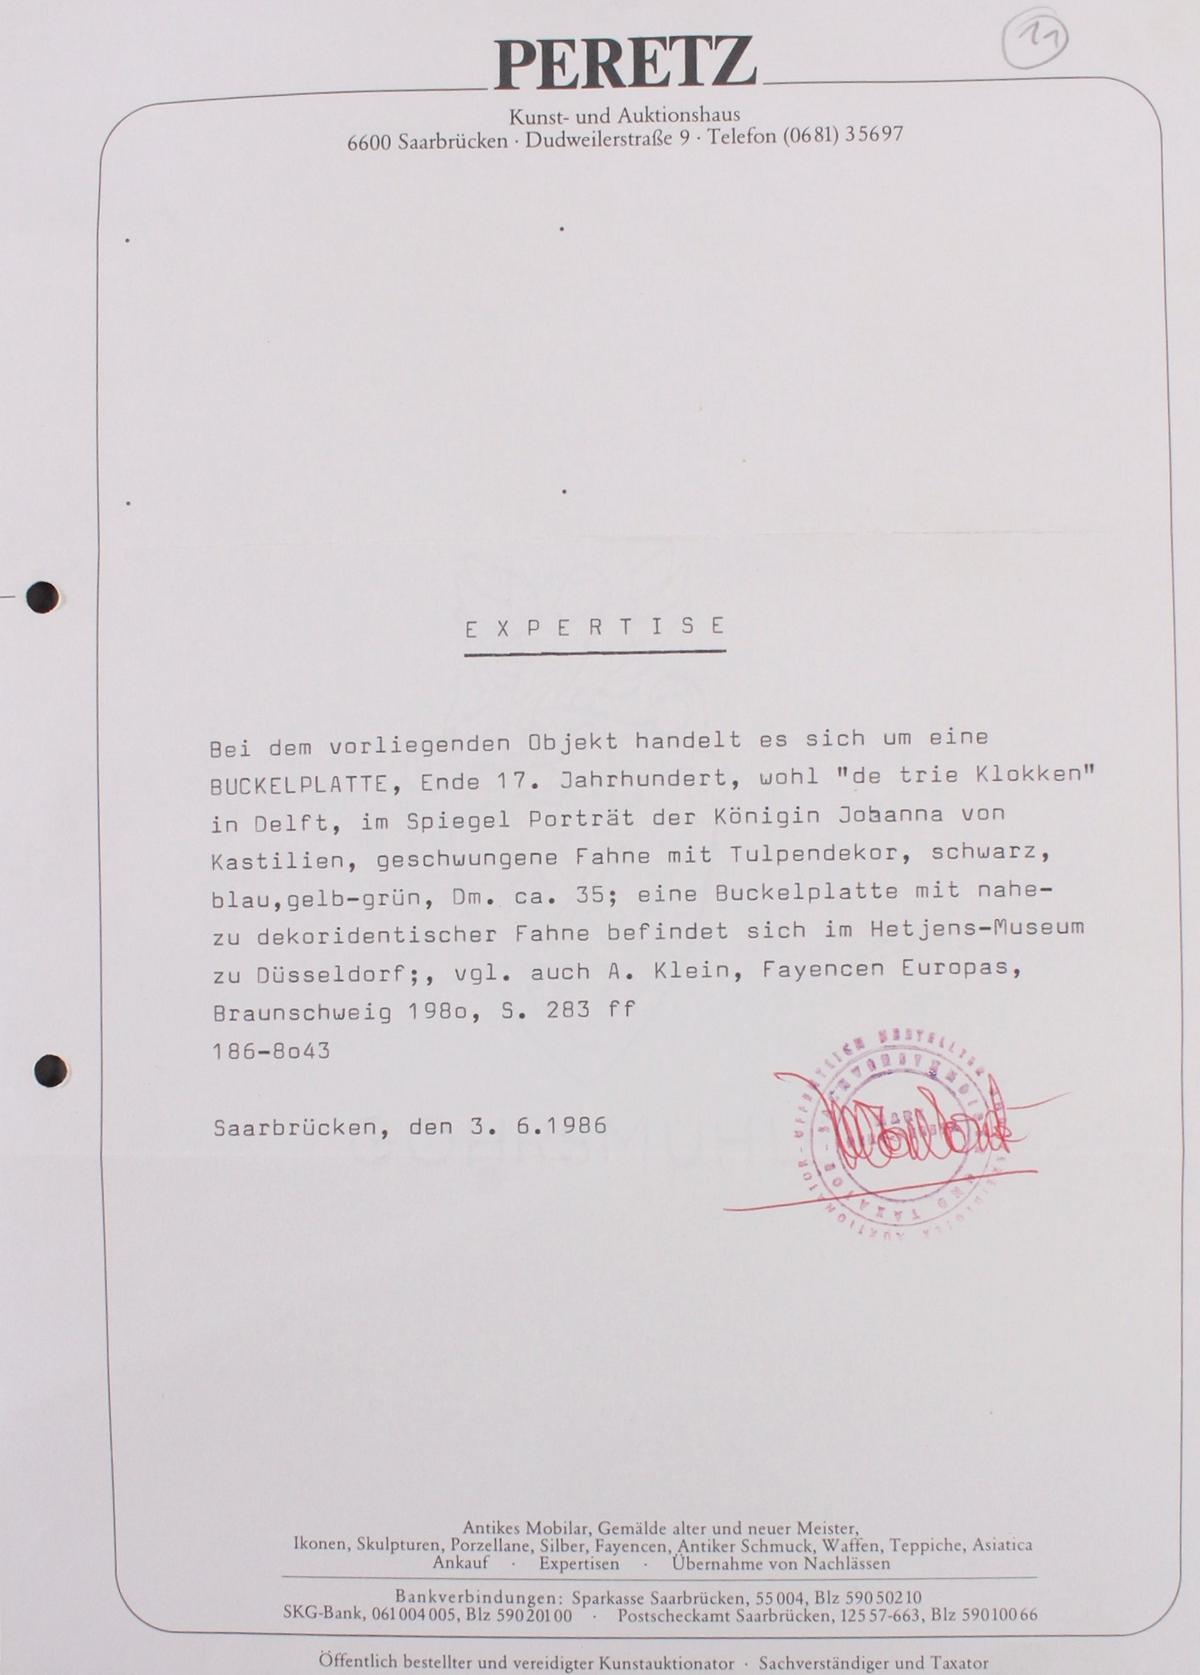 11
PERETZ
Kunst- und Auktionshaus
6600 Saarbrücken · Dudweilerstraße 9 · Telefon (0681) 35697
E X P E R T I S E
Bei dem vorliegenden Objekt handelt es sich um eine
BUCKELPLATTE, Ende 17. Jahrhundert, wohl "de trie Klokken"
in Delft, im Spiegel Porträt der Königin Johanna von
Kastilien, geschwungene Fahne mit Tulpendekor, schwarz,
blau,gelb-grün, Dm. ca. 35; eine Buckelplatte mit nahe-
zu dekoridentischer Fahne befindet sich im Hetjens-Museum
zu Düsseldorf;, vgl. auch A. Klein, Fayencen Europas,
Braunschweig 198o, S. 283 ff
186-8o43
Saarbrücken, den 3. 6.1986
UND TAXATOR
AUKTIONATOR
Antikes Mobilar, Gemälde alter und neuer Meister,
Ikonen, Skulpturen, Porzellane, Silber, Fayencen, Antiker Schmuck, Waffen, Teppiche, Asiatica
Ankauf · Expertisen · Übernahme von Nachlässen
Bankverbindungen: Sparkasse Saarbrücken, 55 004, Blz 590 502 10
SKG-Bank, 061 004 005, Blz 590 201 00 · Postscheckamt Saarbrücken, 125 57-663, Blz 590 100 66
Öffentlich bestellter und vereidigter Kunstauktionator · Sachverständiger und Taxator